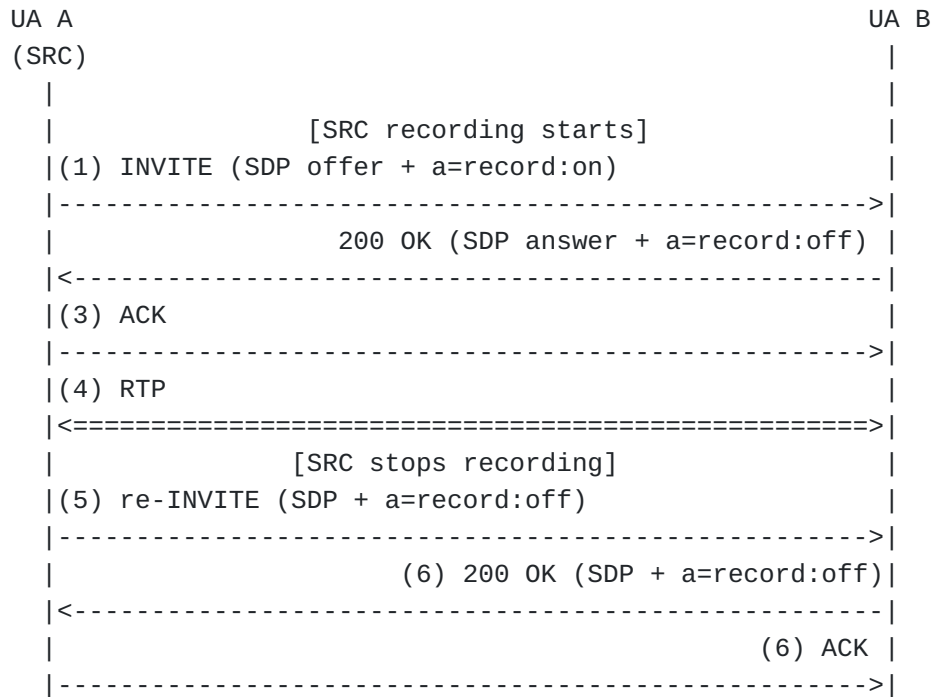 UA A                                                   UA B
(SRC)                                                    |
  |                                                      |
  |                [SRC recording starts]                |
  |(1) INVITE (SDP offer + a=record:on)                  |
  |----------------------------------------------------->|
  |                  200 OK (SDP answer + a=record:off)  |
  |<-----------------------------------------------------|
  |(3) ACK                                               |
  |----------------------------------------------------->|
  |(4) RTP                                               |
  |<====================================================>|
  |               [SRC stops recording]                  |
  |(5) re-INVITE (SDP + a=record:off)                    |
  |----------------------------------------------------->|
  |                      (6) 200 OK (SDP + a=record:off)|
  |<-----------------------------------------------------|
  |                                             (6) ACK  |
  |----------------------------------------------------->|